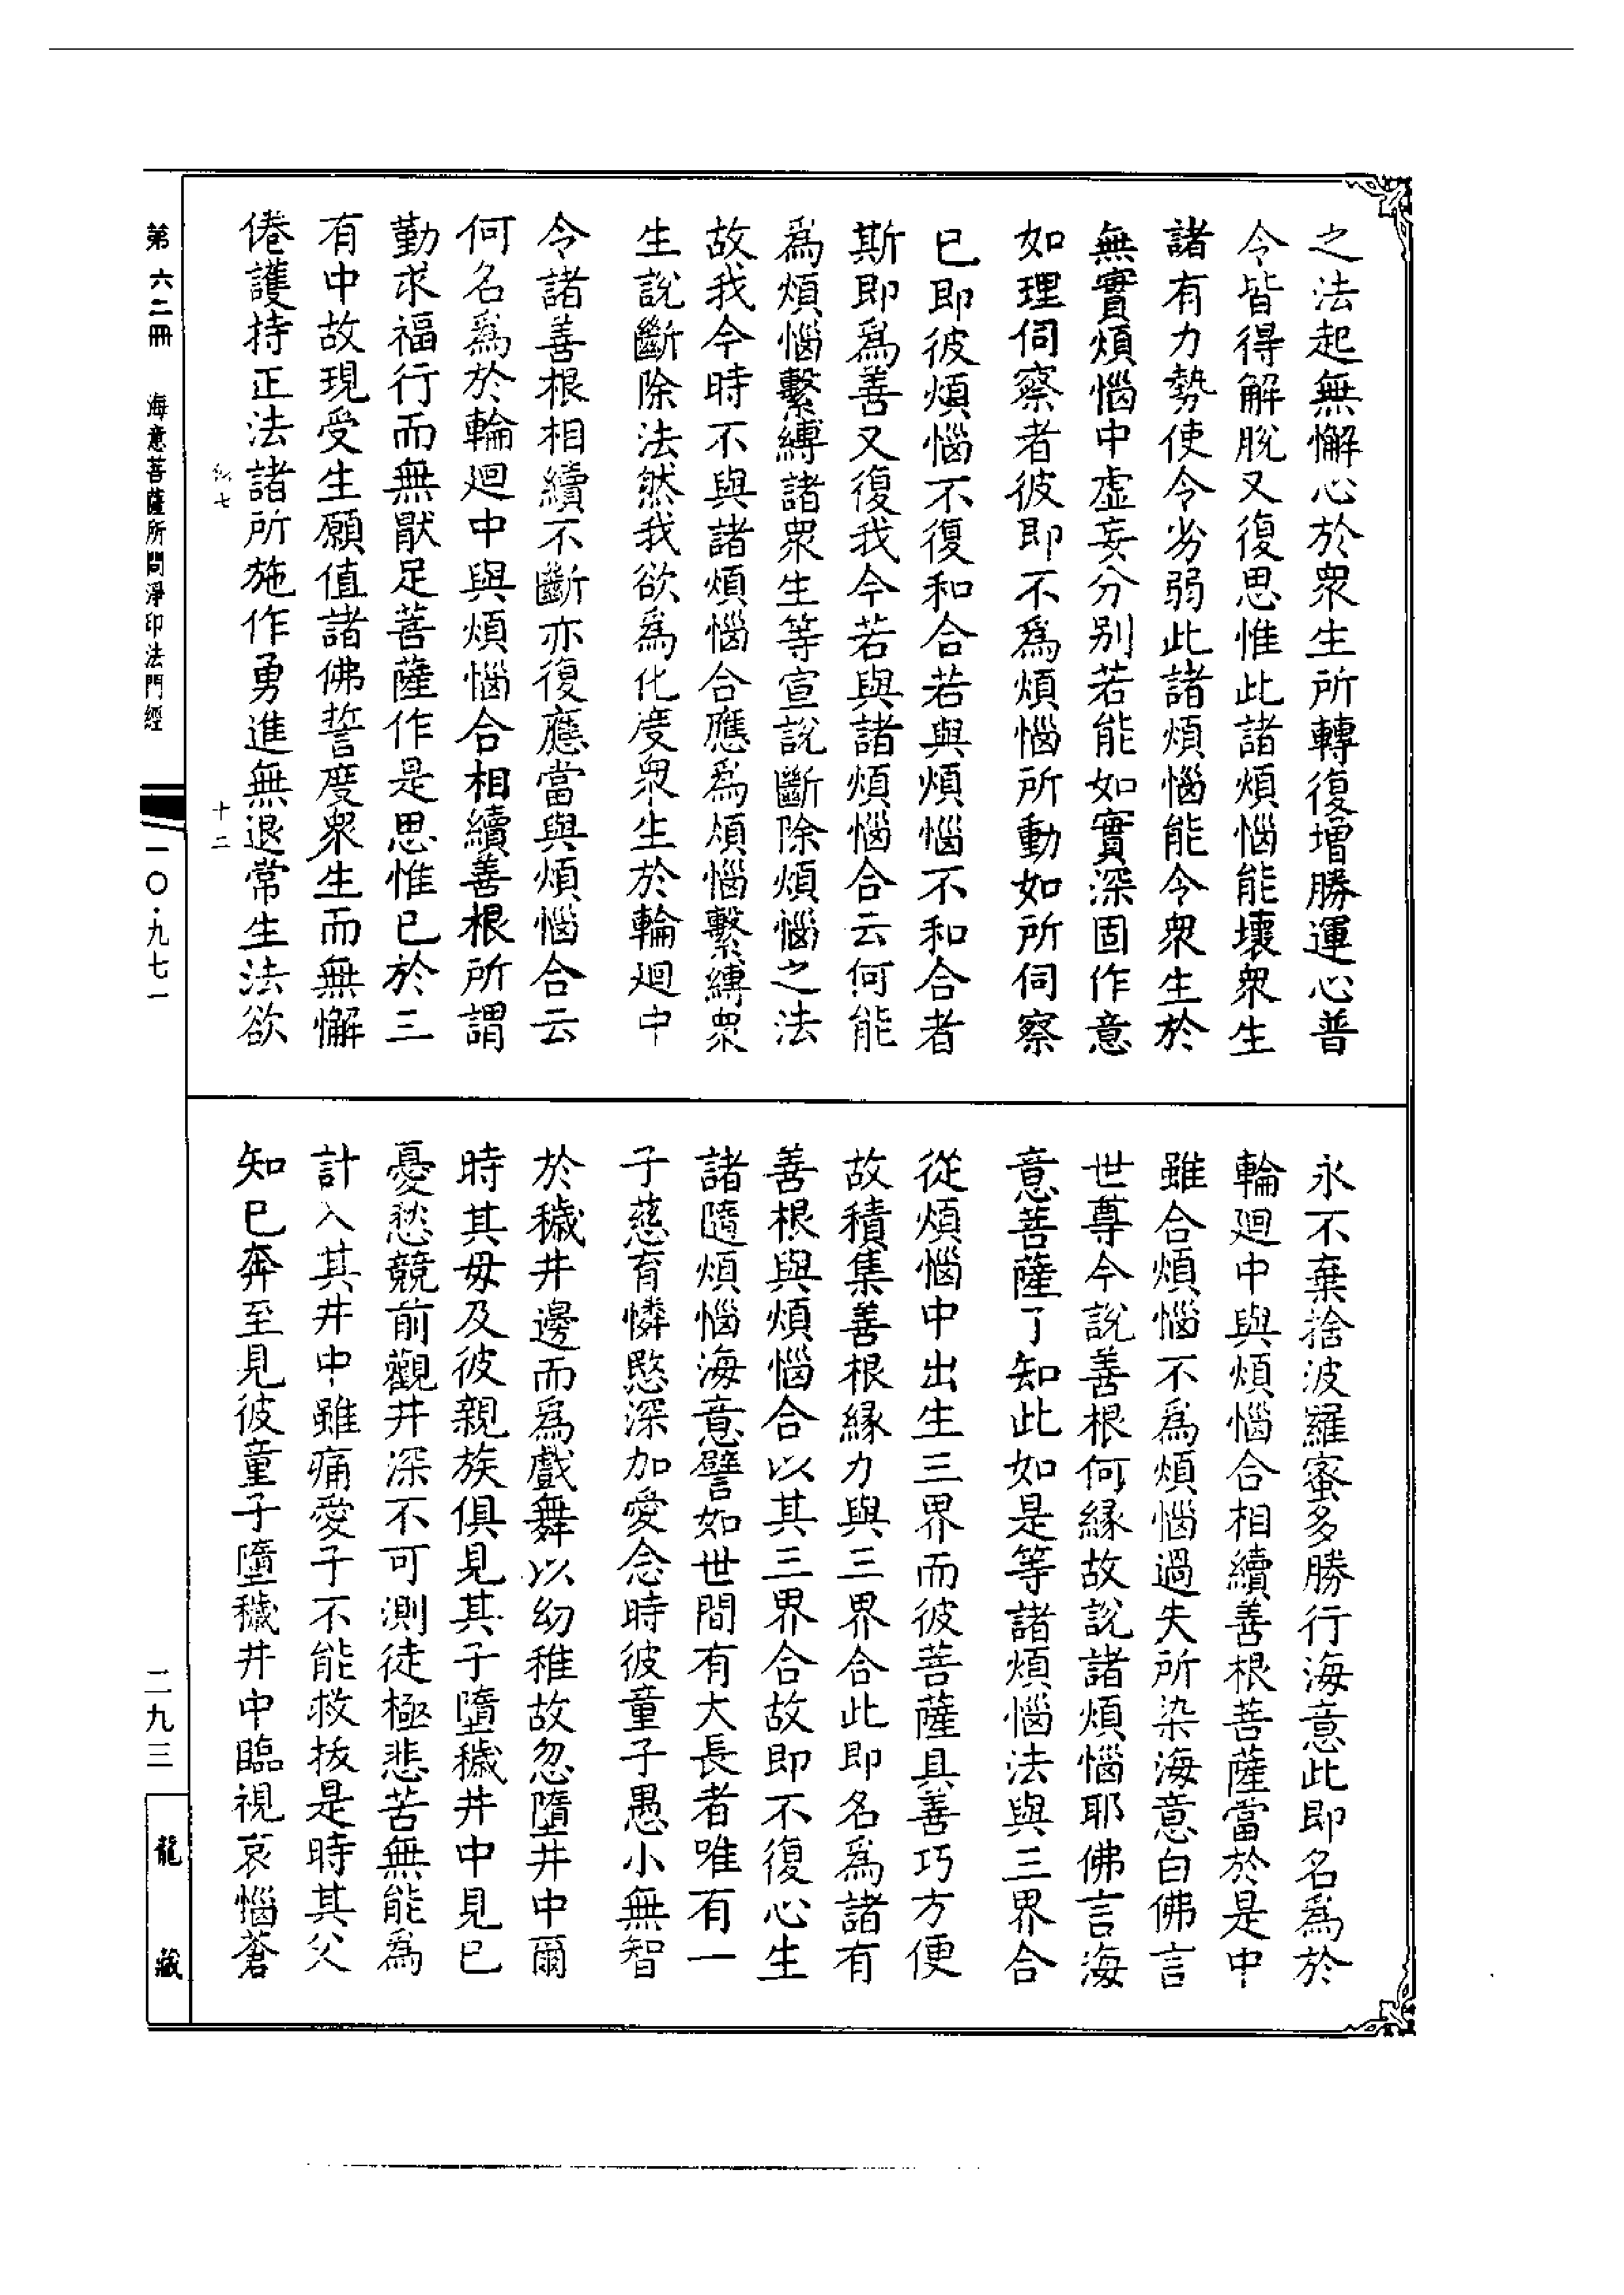 之法起無懈心於眾生所轉復增勝運心普
令皆得解脫又復思惟此諸煩惱能壞眾生
諸有力勢使令劣弱此諸煩惱能令眾生於
無實煩惱中虛妄分別若能如實深固作意
如理伺察者彼即不為煩惱所動如所伺察
已即彼煩惱不復和合若與煩惱不和合者
斯即為善又復我今若與諸煩惱合云何能
為煩惱繫縛諸眾生等宣說斷除煩惱之法
故我今時不與諸煩惱合應為煩惱繫縛眾
生說斷除法然我欲為化度眾生於輪迴中
令諸善根相續不斷亦復應當與煩惱合云
何名為於輪迴中與煩惱合相續善根所謂
勤求福行而無猒足菩薩作是思惟已於三
有中故現受生願值諸佛誓度眾生而無懈
倦護持正法諸所施作勇進無退常生法欲
永不棄捨波羅蜜多勝行海意此即名為於
輪迴中與煩惱合相續善根菩薩當於是中
雖合煩惱不為煩惱過失所染海意白佛言
世尊今說善根何緣故說諸煩惱耶佛言海
意菩薩了知此如是等諸煩惱法與三界合
從煩惱中出生三界而彼菩薩具善巧方便
故積集善根緣力與三界合此即名為諸有
善根與煩惱合以其三界合故即不復心生
諸隨煩惱海意譬如世間有大長者唯有一
子慈育憐愍深加愛念時彼童子愚小無智
於穢井邊而為戲舞以幼稚故忽墮井中爾
時其母及彼親族俱見其子墮穢井中見已
憂愁競前觀井深不可測徒極悲苦無能為
計入其井中雖痛愛子不能救拔是時其父
知已奔至見彼童子墮穢井中臨視哀惱蒼
第六二冊 海意菩薩所問淨印法門經 一〇·九七一
十二
二九三
龍藏